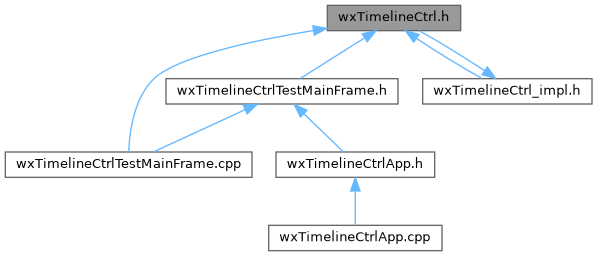 wxTimelineCtrl.h
wxTimelineCtrlTestMainFrame.h
wxTimelineCtrl_impl.h
wxTimelineCtrlTestMainFrame.cpp
wxTimelineCtrlApp.h
wxTimelineCtrlApp.cpp